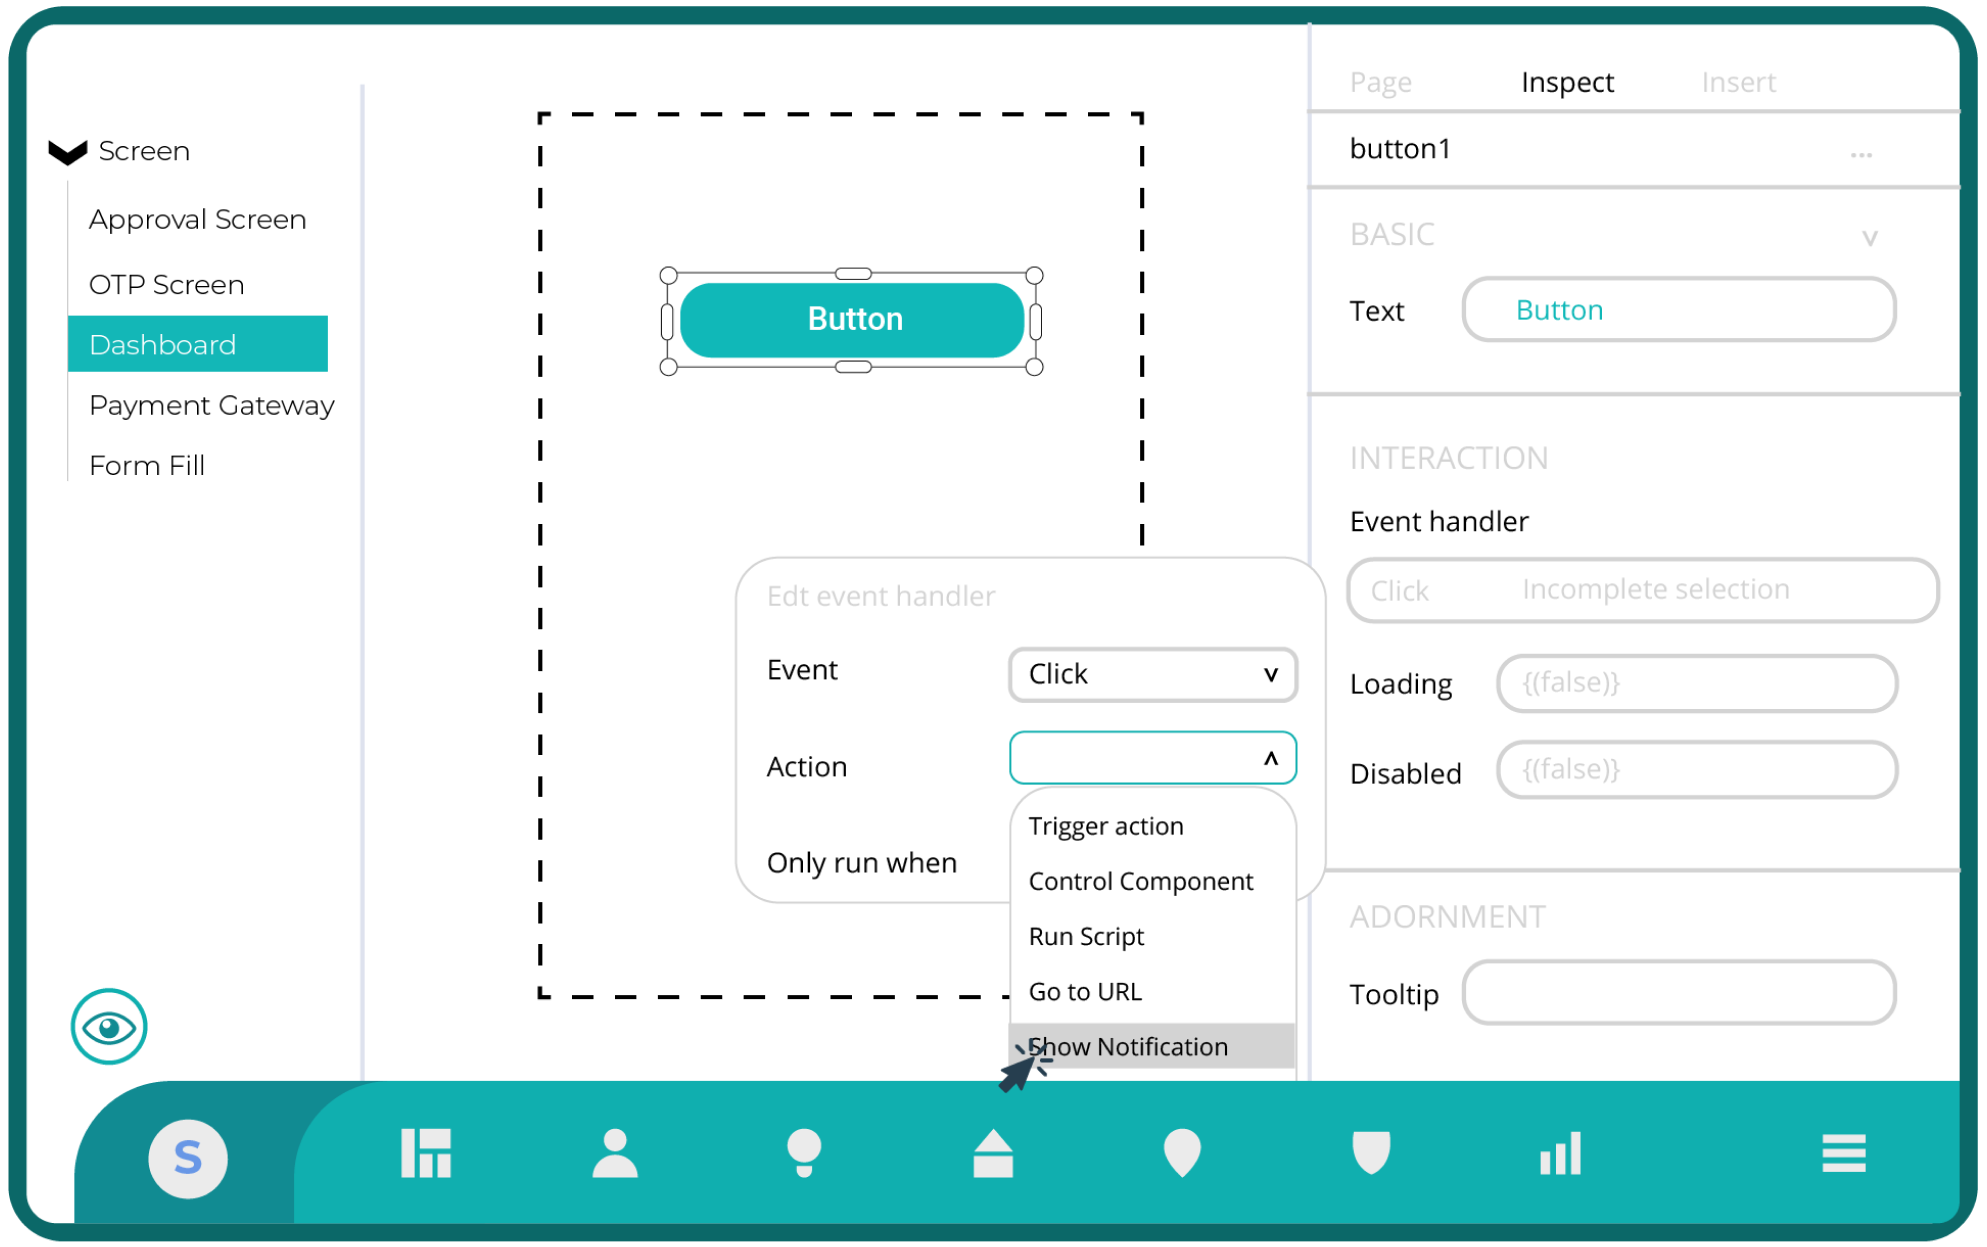 Screen
Approval Screen
OTP Screen
Dashboard
Payment Gateway
Form Fill
Button
Edt event handler
Event
Click
Action
Only run when
Trigger action
Control Component
Run Script
Go to URL
Show Notification
Page Inspect Insert
button1 ...
BASIC
Text Button
INTERACTION
Event handler
Click Incomplete selection
Loading {(false)}
Disabled {(false)}
ADORNMENT
Tooltip
S